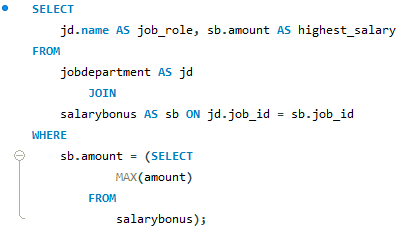 SELECT
jd.name AS job_role, sb.amount AS highest_salary
FROM
jobdepartment AS jd
JOIN
salarybonus AS sb ON jd.job_id = sb.job_id
WHERE
sb.amount = (SELECT
MAX(amount)
FROM
salarybonus);